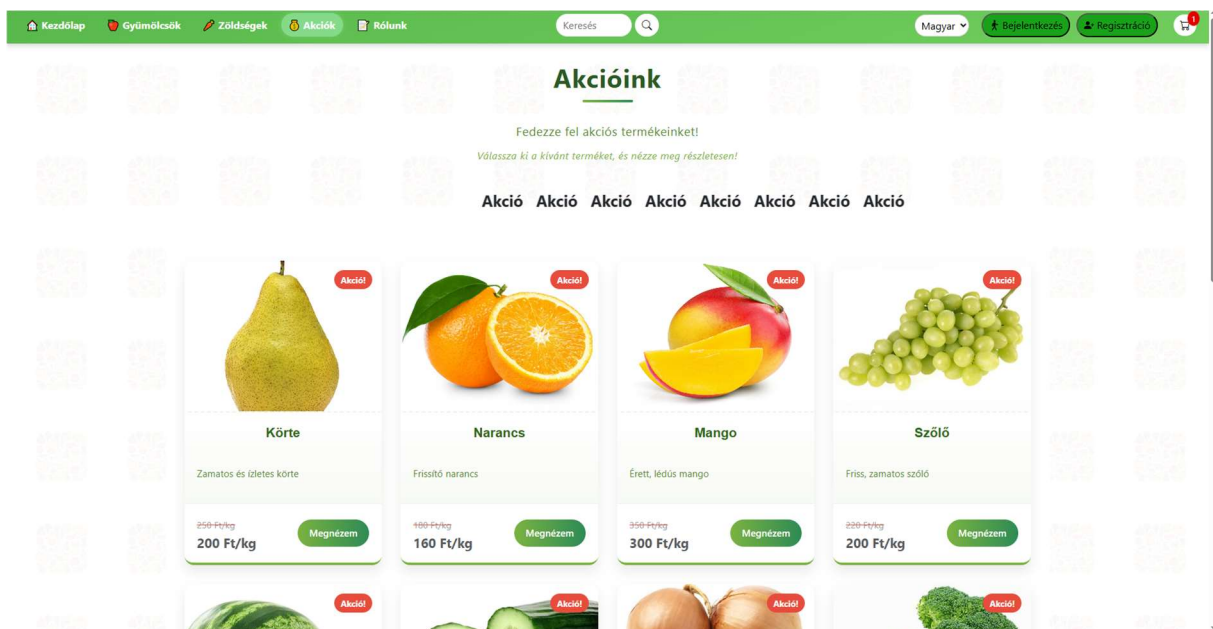 Kezdőlap Gyümölcsök Zöldségek Akciók Rólunk Keresés Magyar Bejelentkezés Regisztráció 1
Akcióink
Fedezze fel akciós termékeinket!
Válassza ki a kívánt terméket, és nézze meg részletesen!
Akció Akció Akció Akció Akció Akció Akció Akció
Akció! Akció! Akció! Akció!
Körte Narancs Mango Szőlő
Zamatos és ízletes körte Frissítő narancs Érett, lédús mango Friss, zamatos szőlő
250 Ft/kg 180 Ft/kg 350 Ft/kg 220 Ft/kg
200 Ft/kg Megnézem 160 Ft/kg Megnézem 300 Ft/kg Megnézem 200 Ft/kg Megnézem
Akció! Akció! Akció! Akció!